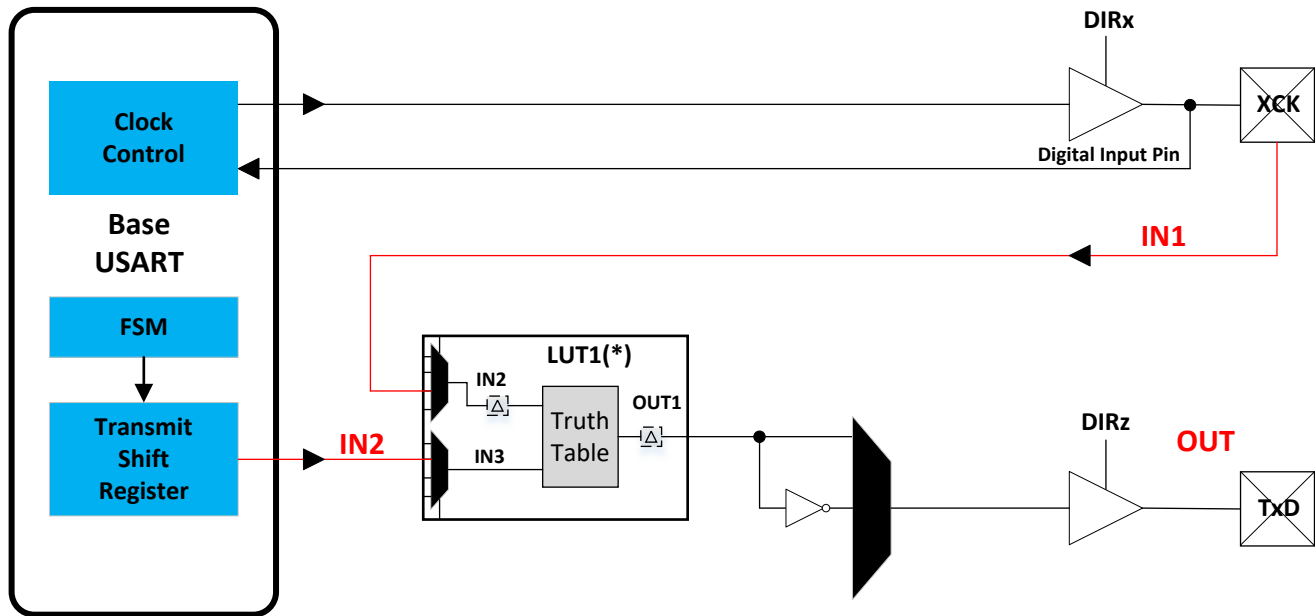 DIRx
Clock
Control
XCK
Digital Input Pin
Base
USART
IN1
FSM
LUT1(*)
IN2
OUT1
Truth
Table
IN3
Transmit
Shift
Register
IN2
DIRz
OUT
TxD